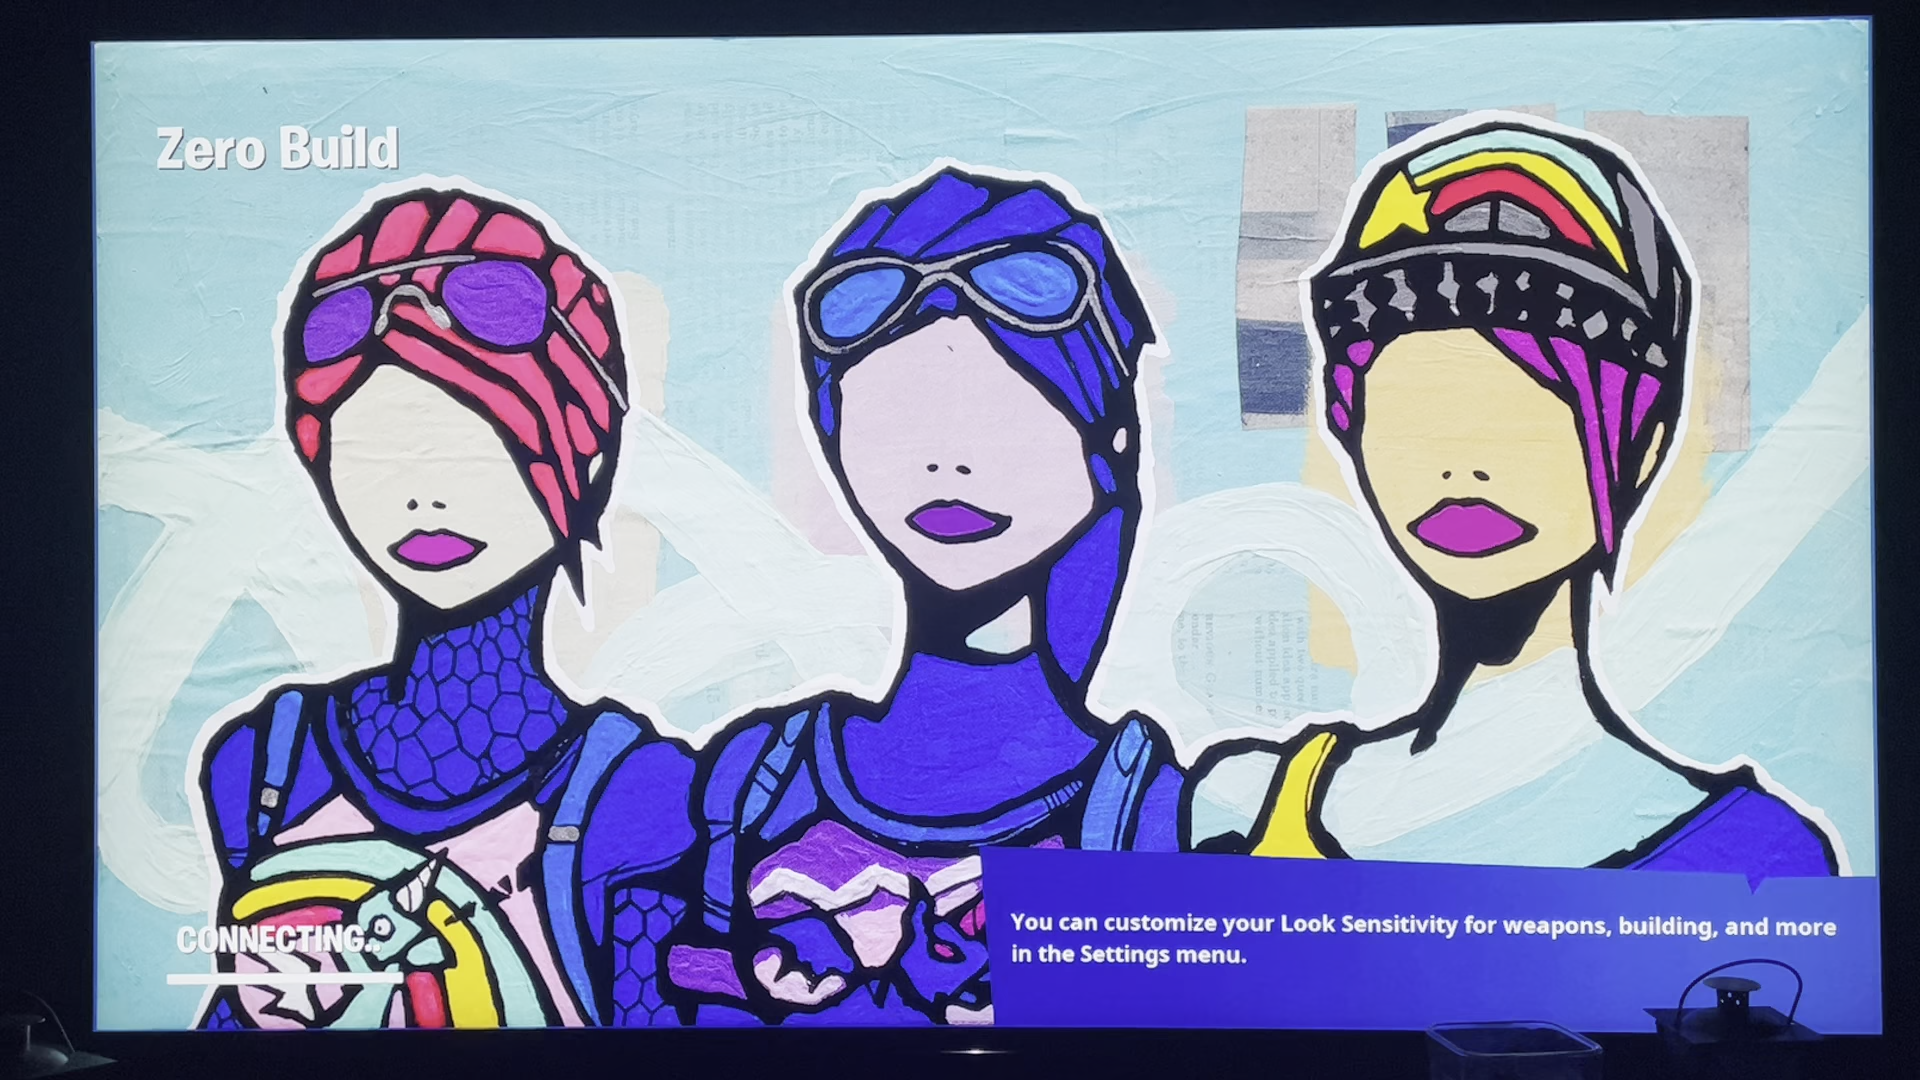 Zero Build
CONNECTING..
You can customize your Look Sensitivity for weapons, building, and more
in the Settings menu.